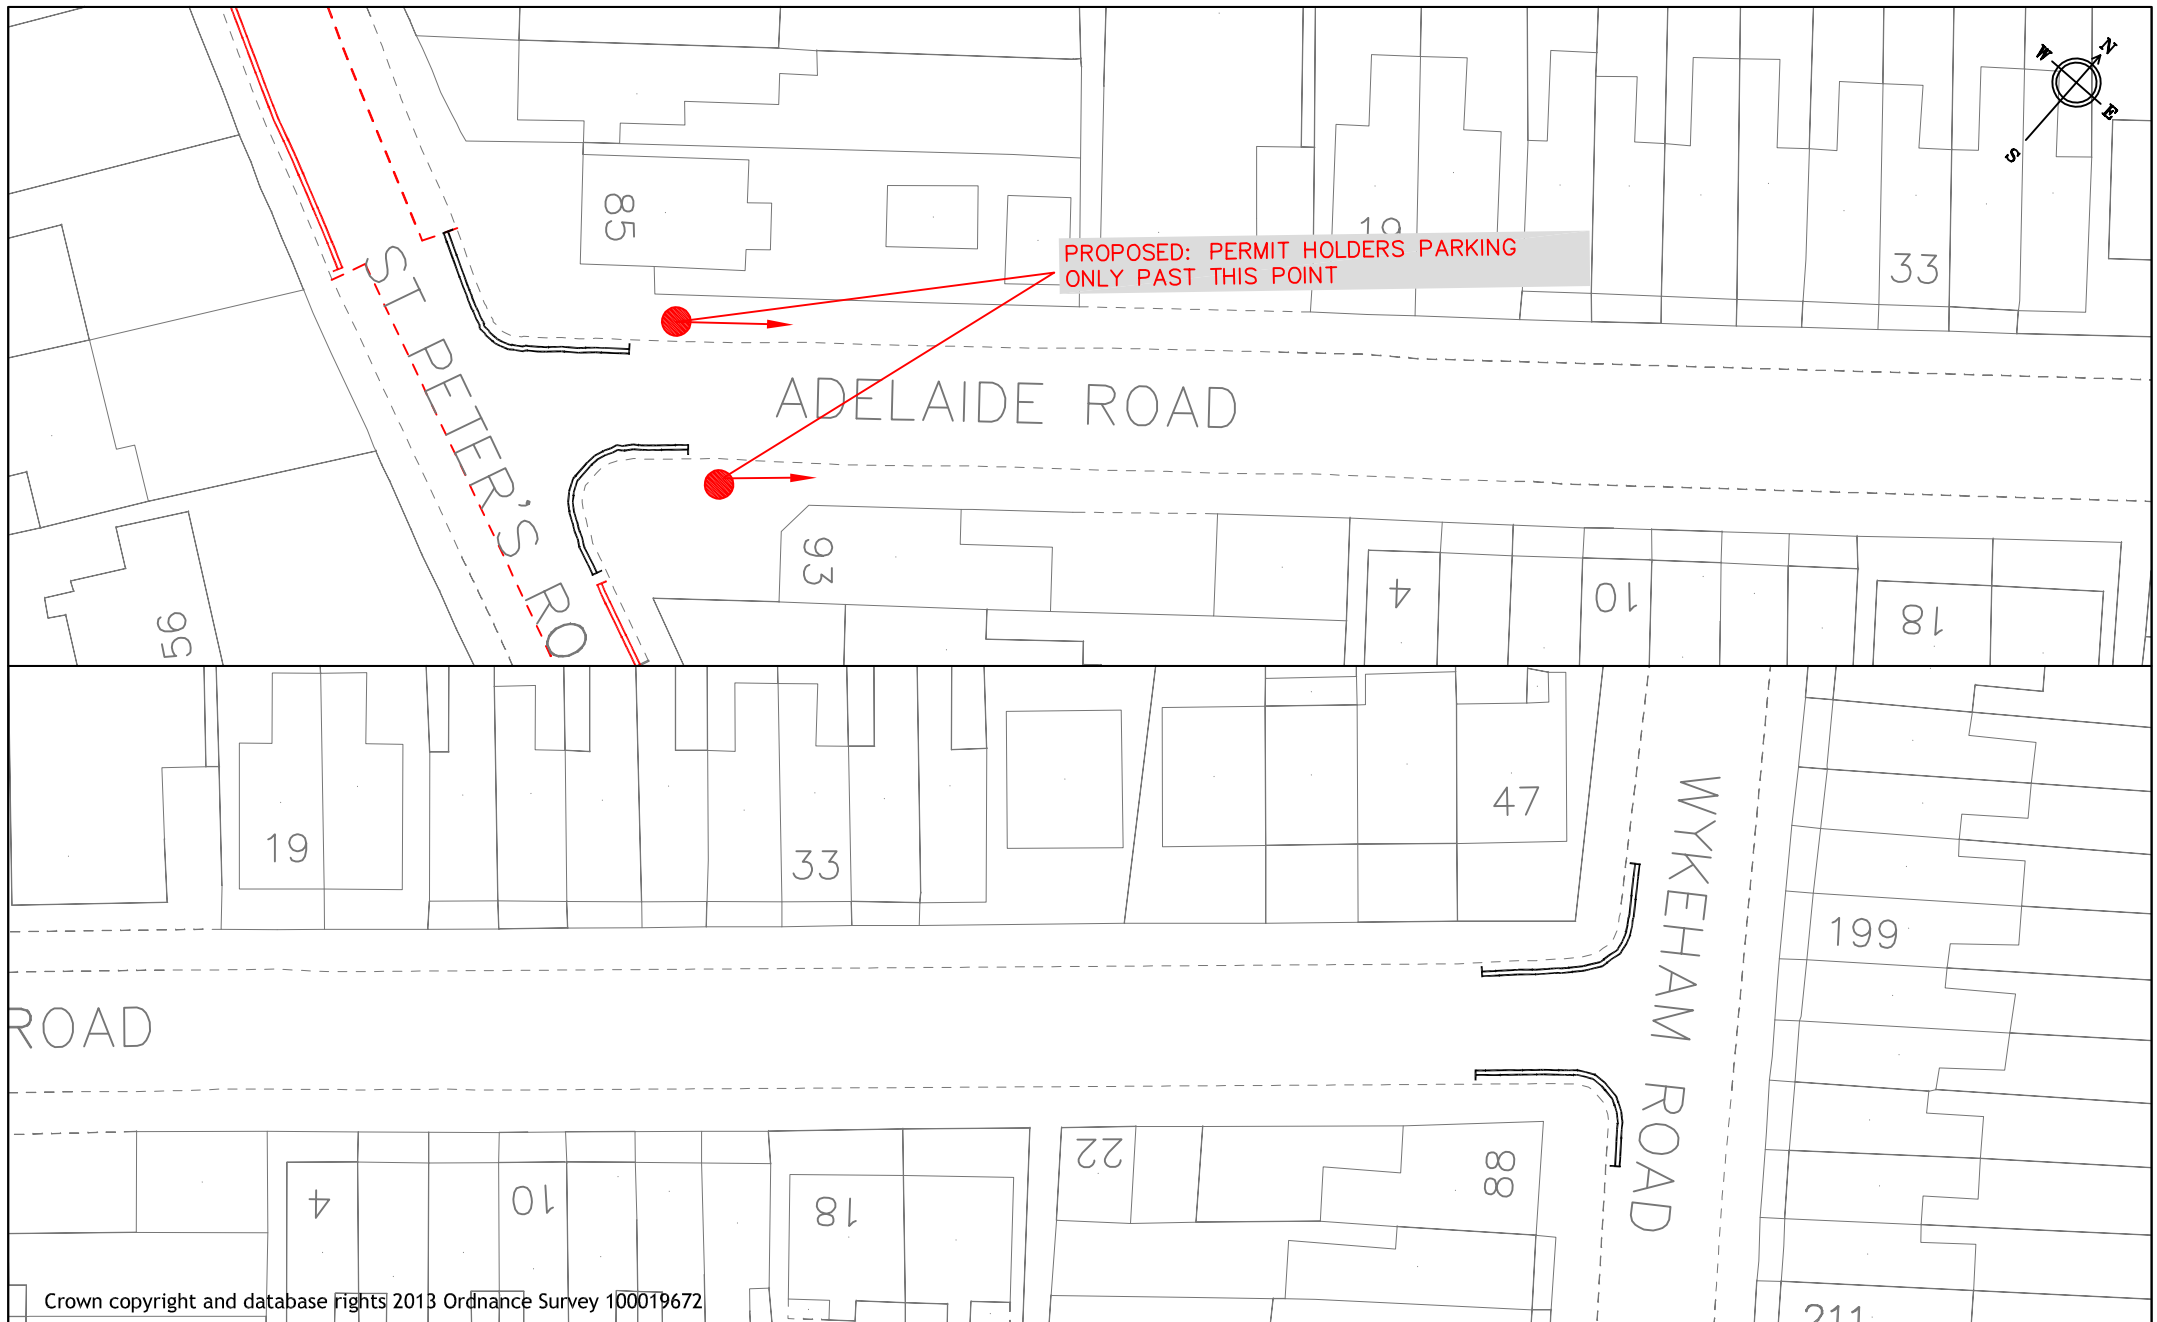 N
W
E
S
85
19
PROPOSED: PERMIT HOLDERS PARKING
ONLY PAST THIS POINT
33
ST PETER'S RO
ADELAIDE ROAD
93
4
10
18
95
47
19
33
WYKEHAM ROAD
199
ROAD
22
88
4
10
18
211
Crown copyright and database rights 2013 Ordnance Survey 100019672